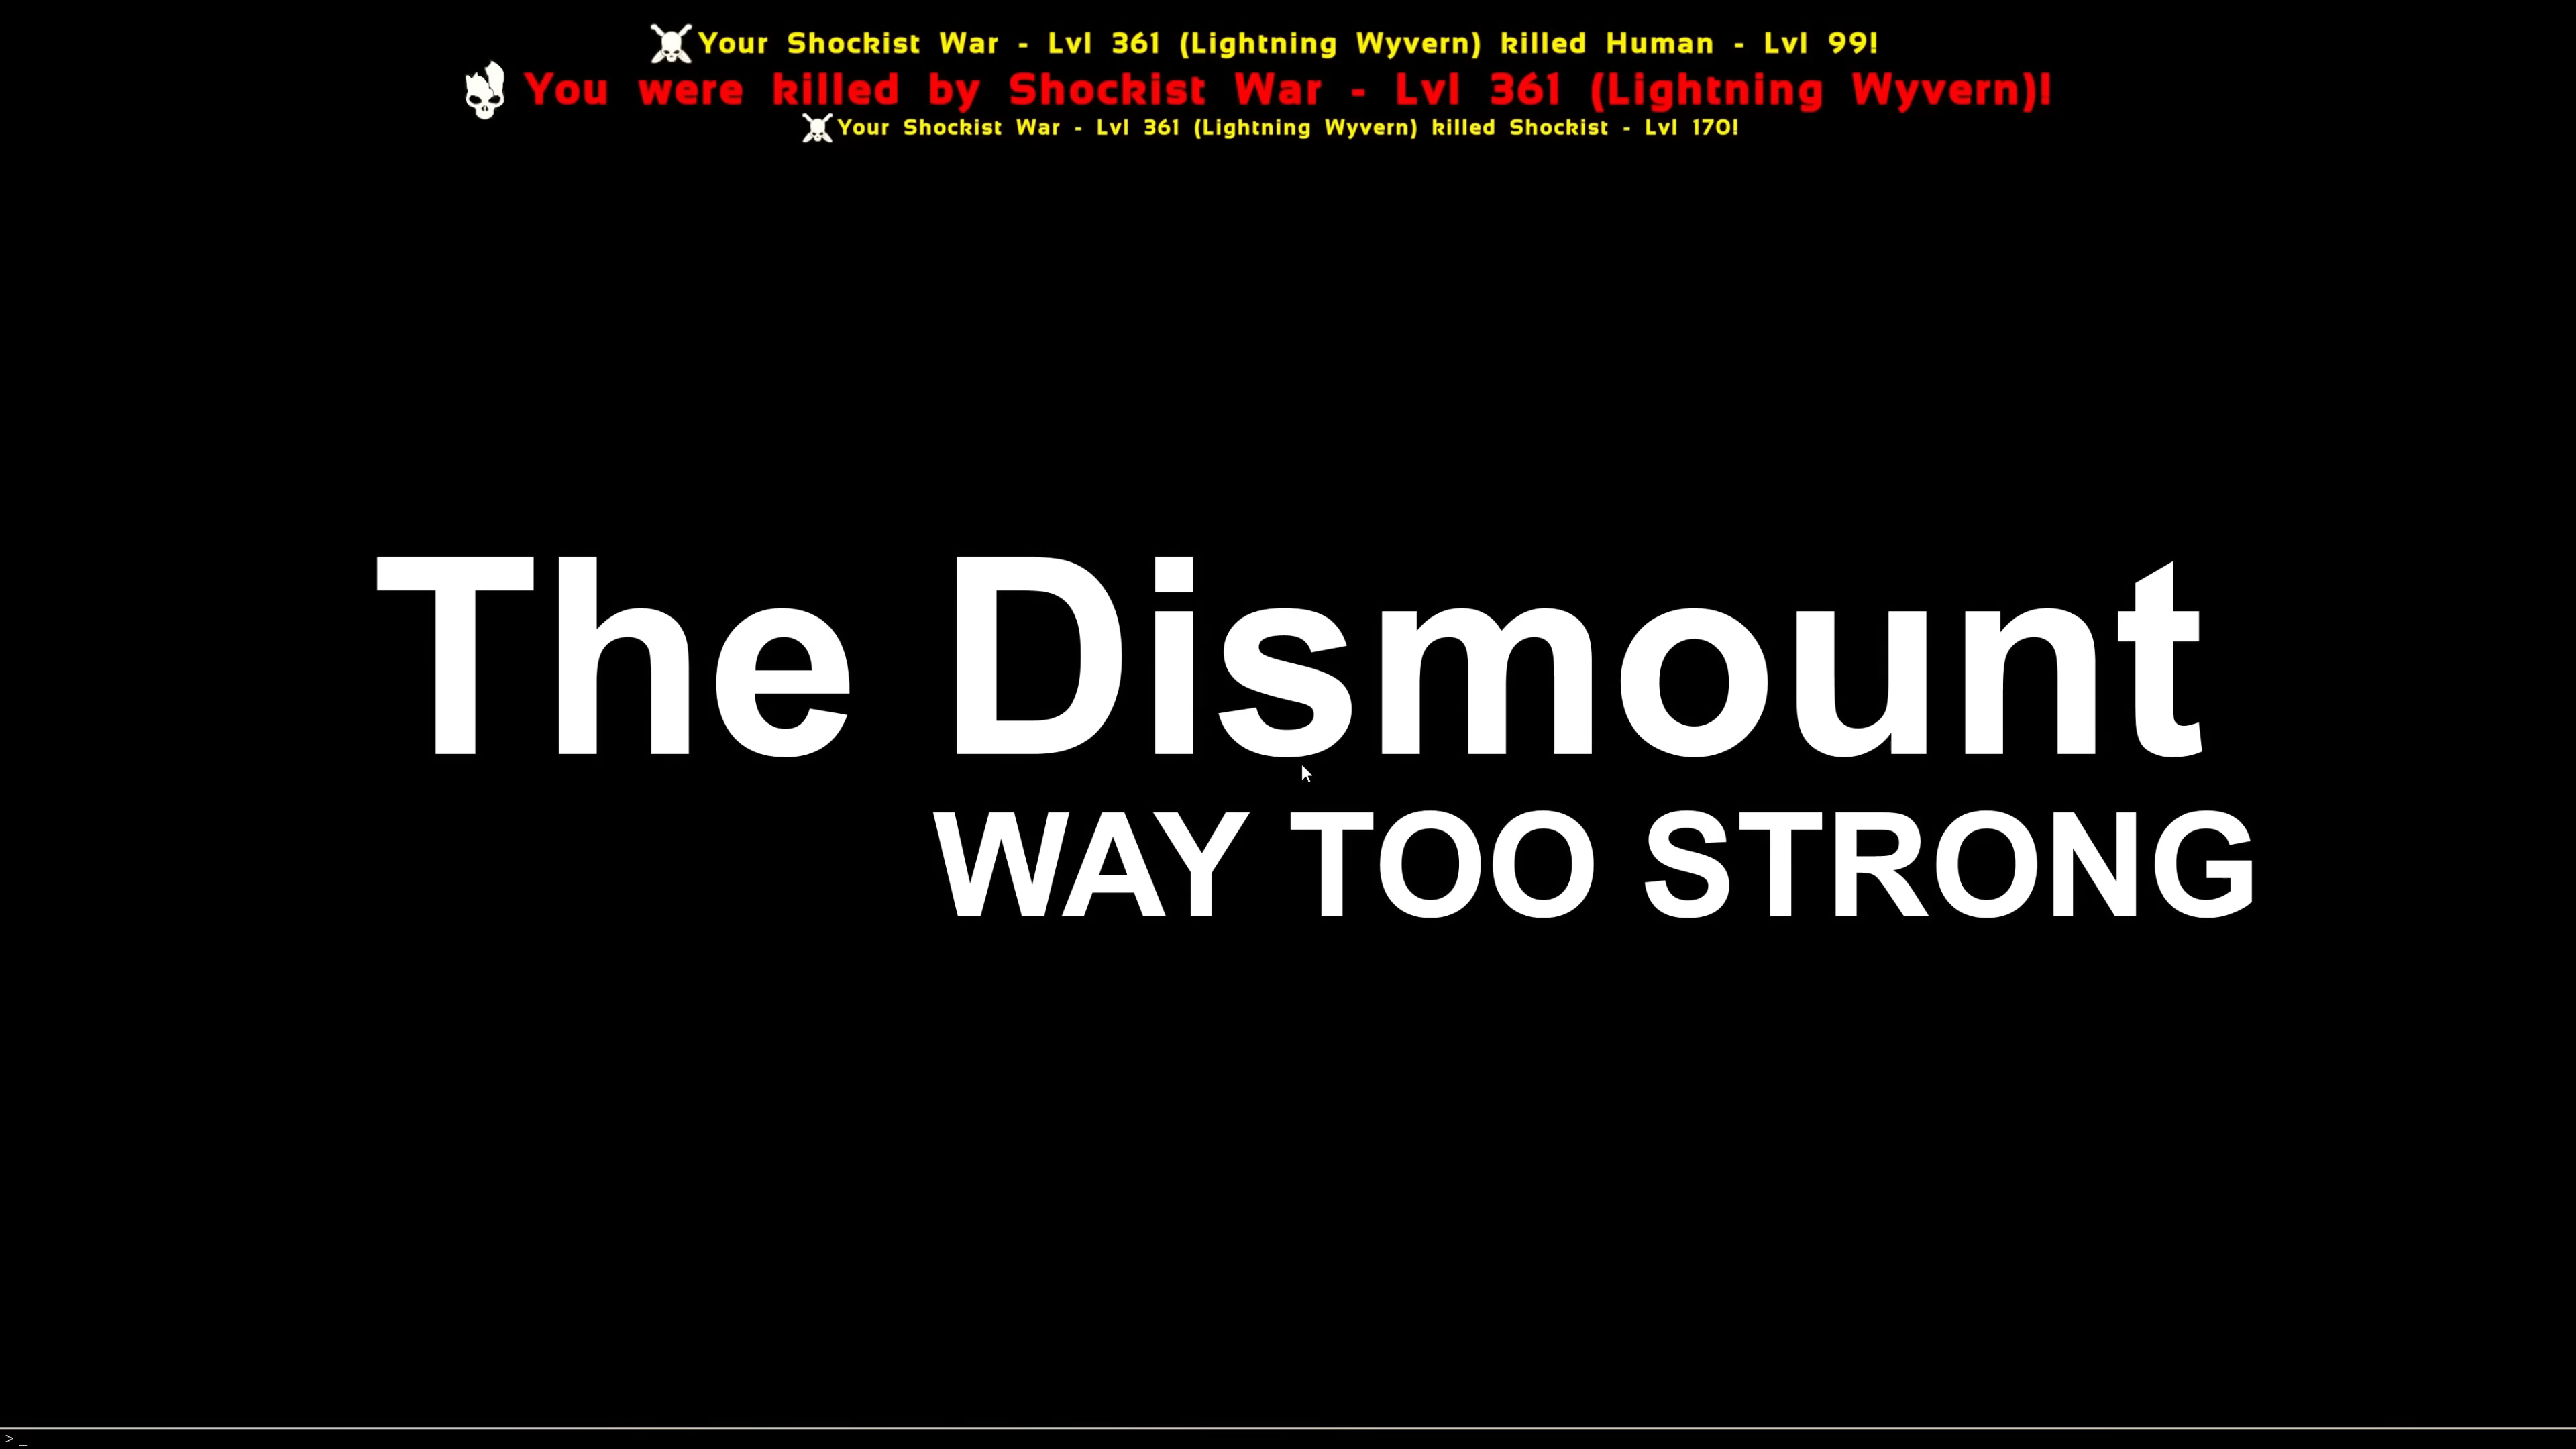 Your Shockist War - Lvl 361 (Lightning Wyvern) killed Human - Lvl 99!
You were killed by Shockist War - Lvl 361 (Lightning Wyvern)!
Your Shockist War - Lvl 361 (Lightning Wyvern) killed Shockist - Lvl 170!
The Dismount
WAY TOO STRONG
>_